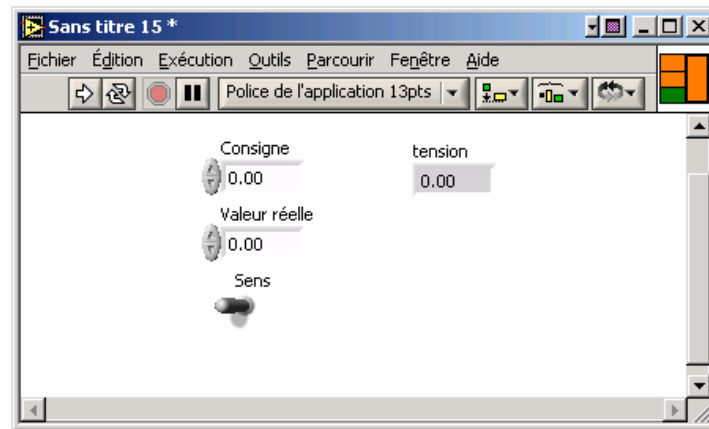 Sans titre 15 *
Fichier Édition Exécution Outils Parcourir Fenêtre Aide
Police de l'application 13pts
Consigne
0.00
tension
0.00
Valeur réelle
0.00
Sens